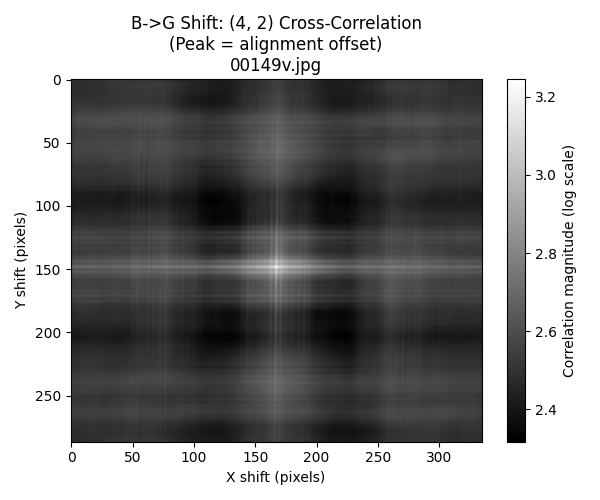 B->G Shift: (4, 2) Cross-Correlation
(Peak = alignment offset)
00149v.jpg
0
50
100
150
200
250
Y shift (pixels)
0 50 100 150 200 250 300
X shift (pixels)
3.2
3.0
2.8
2.6
2.4
Correlation magnitude (log scale)